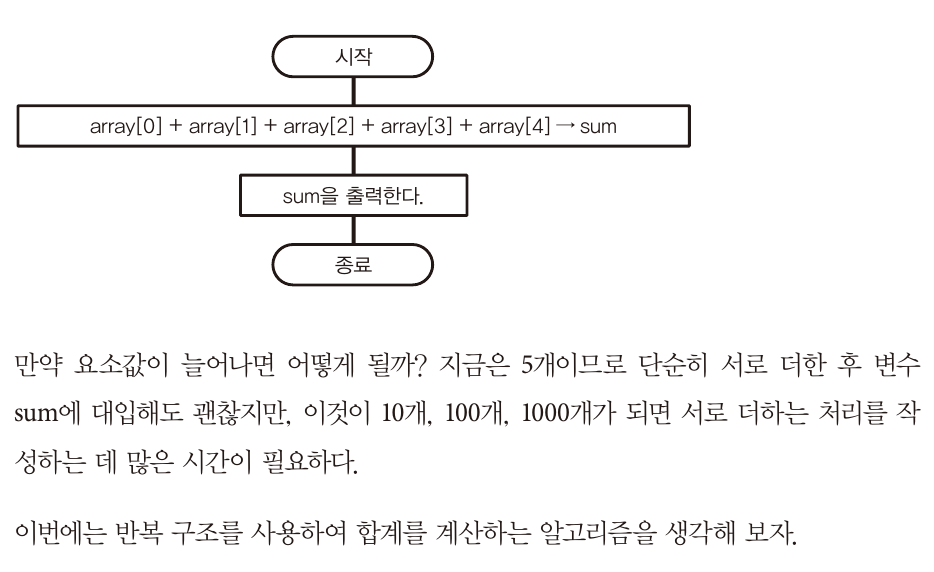 시작
array[0] + array[1] + array[2] + array[3] + array[4] → sum
sum을 출력한다.
종료
만약 요소값이 늘어나면 어떻게 될까? 지금은 5개이므로 단순히 서로 더한 후 변수
sum에 대입해도 괜찮지만, 이것이 10개, 100개, 1000개가 되면 서로 더하는 처리를 작
성하는 데 많은 시간이 필요하다.
이번에는 반복 구조를 사용하여 합계를 계산하는 알고리즘을 생각해 보자.